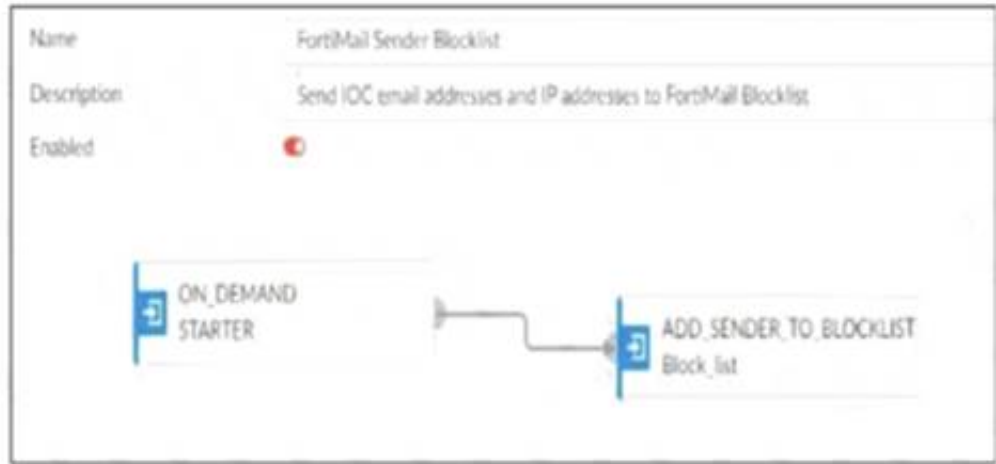 Name FortiMail Sender Blocklist
Description Send IOC email addresses and IP addresses to FortiMail Blocklist
Enabled
ON_DEMAND
STARTER
ADD_SENDER_TO_BLOCKLIST
Block_list